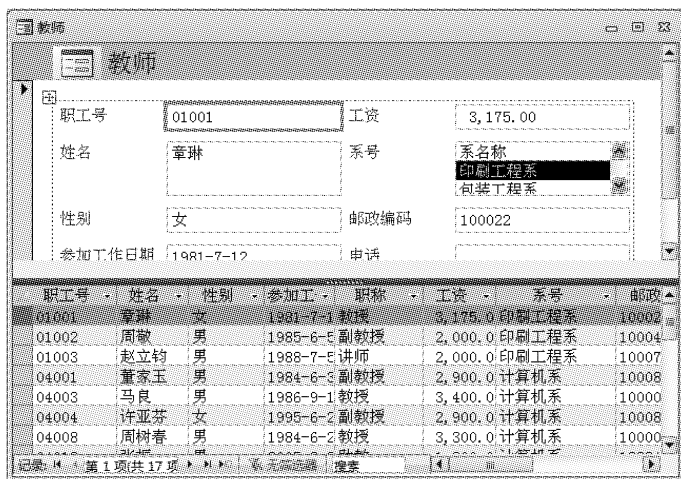 教师
教师
职工号 01001 工资 3,175.00
姓名 章琳 系号 系名称
印刷工程系
包装工程系
性别 女 邮政编码 100022
参加工作日期 1981-7-12 电话
职工号 姓名 性别 参加工 职称 工资 系号 邮政
01001 章琳 女 1981-7-1 教授 3,175.0 印刷工程系 10002
01002 周敬 男 1985-6-5 副教授 2,000.0 印刷工程系 10004
01003 赵立钧 男 1988-7-5 讲师 2,000.0 印刷工程系 10007
04001 董家玉 男 1984-6-3 副教授 2,900.0 计算机系 10008
04003 马良 男 1986-9-1 教授 3,400.0 计算机系 10000
04004 许亚芬 女 1995-6-2 副教授 2,900.0 计算机系 10008
04008 周树春 男 1984-6-2 教授 3,300.0 计算机系 10000
记录: 第 1 项(共 17 项 无筛选器 搜索